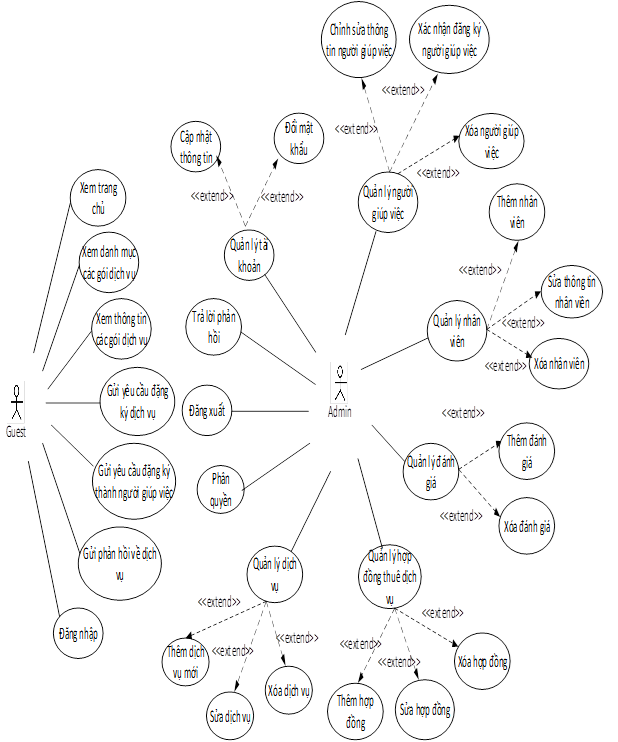 Chỉnh sửa thông
tin người giúp việc
Xác nhận đăng ký
người giúp việc
<<extend>>
<<extend>>
Cập nhật
thông tin
Đổi mật
khẩu
Xóa người giúp
việc
<<extend>>
<<extend>>
<<extend>>
Quản lý người
giúp việc
Xem trang
chủ
Thêm nhân
viên
Quản lý tài
khoản
Xem danh mục
các gói dịch vụ
<<extend>>
Sửa thông tin
nhân viên
Xem thông tin
các gói dịch vụ
Trả lời phản
hồi
Quản lý nhân
viên
<<extend>>
<<extend>>
Xóa nhân viên
Gửi yêu cầu đặng
ký dịch vụ
Đăng xuất
Admin
Guest
<<extend>>
Thêm đánh
giá
Quản lý đánh
giá
Gửi yêu cầu đặng ký
thành người giúp việc
Phân
quyền
<<extend>>
Xóa đánh giá
Gửi phản hồi về dịch
vụ
Quản lý dịch
vụ
Quản lý hợp
đồng thuê dịch
vụ
<<extend>>
<<extend>>
Đăng nhập
<<extend>>
<<extend>>
<<extend>>
<<extend>>
Thêm dịch
vụ mới
Xóa hợp đồng
Xóa dịch vụ
Sửa dịch vụ
Thêm hợp
đồng
Sửa hợp đồng